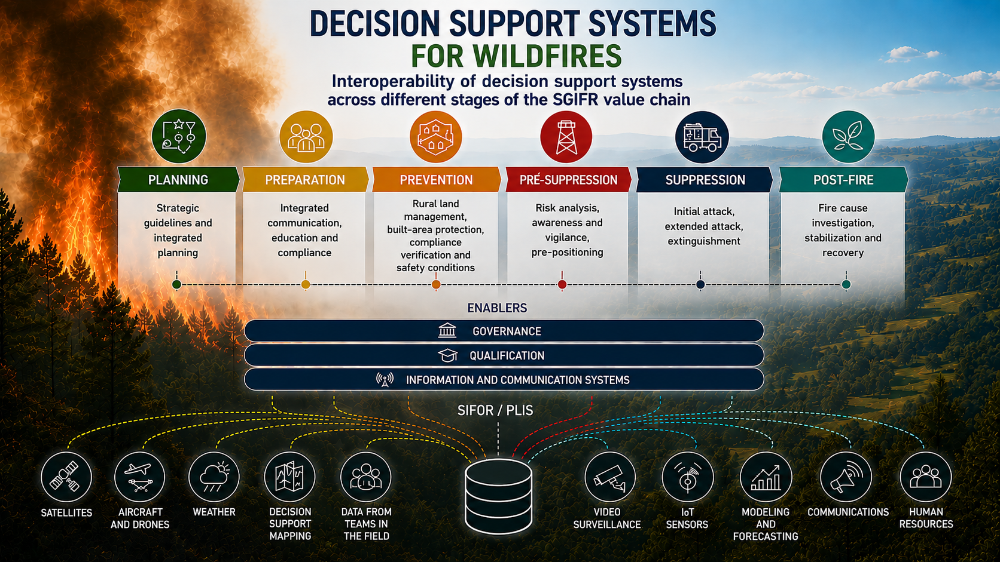 DECISION SUPPORT SYSTEMS
FOR WILDFIRES
Interoperability of decision support systems
across different stages of the SGIFR value chain
PLANNING
Strategic
guidelines and
integrated
planning
PREPARATION
Integrated
communication,
education and
compliance
PREVENTION
Rural land
management,
built-area protection,
compliance
verification and
safety conditions
PRÉ-SUPPRESSION
Risk analysis,
awareness and
vigilance,
pre-positioning
SUPPRESSION
Initial attack,
extended attack,
extinguishment
POST-FIRE
Fire cause
investigation,
stabilization and
recovery
ENABLERS
GOVERNANCE
QUALIFICATION
INFORMATION AND COMMUNICATION SYSTEMS
SIFOR / PLIS
SATELLITES
AIRCRAFT
AND DRONES
WEATHER
DECISION
SUPPORT
MAPPING
DATA FROM
TEAMS IN
THE FIELD
VIDEO
SURVEILLANCE
IoT
SENSORS
MODELING
AND
FORECASTING
COMMUNICATIONS
HUMAN
RESOURCES